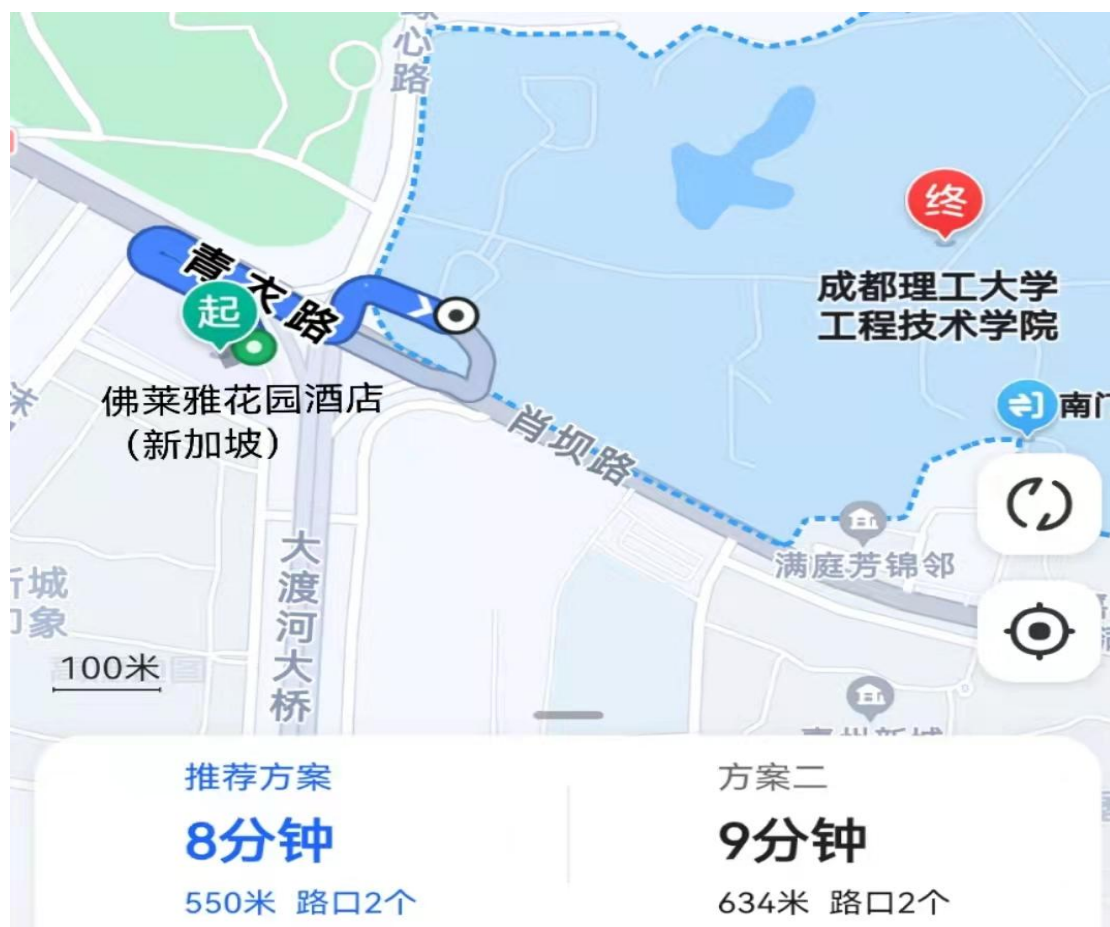 心路
青衣路
终
成都理工大学
工程技术学院
起
佛莱雅花园酒店
（新加坡）
南门
肖坝路
满庭芳锦邻
大渡河大桥
城
象
100米
推荐方案
8分钟
550米 路口2个
方案二
9分钟
634米 路口2个